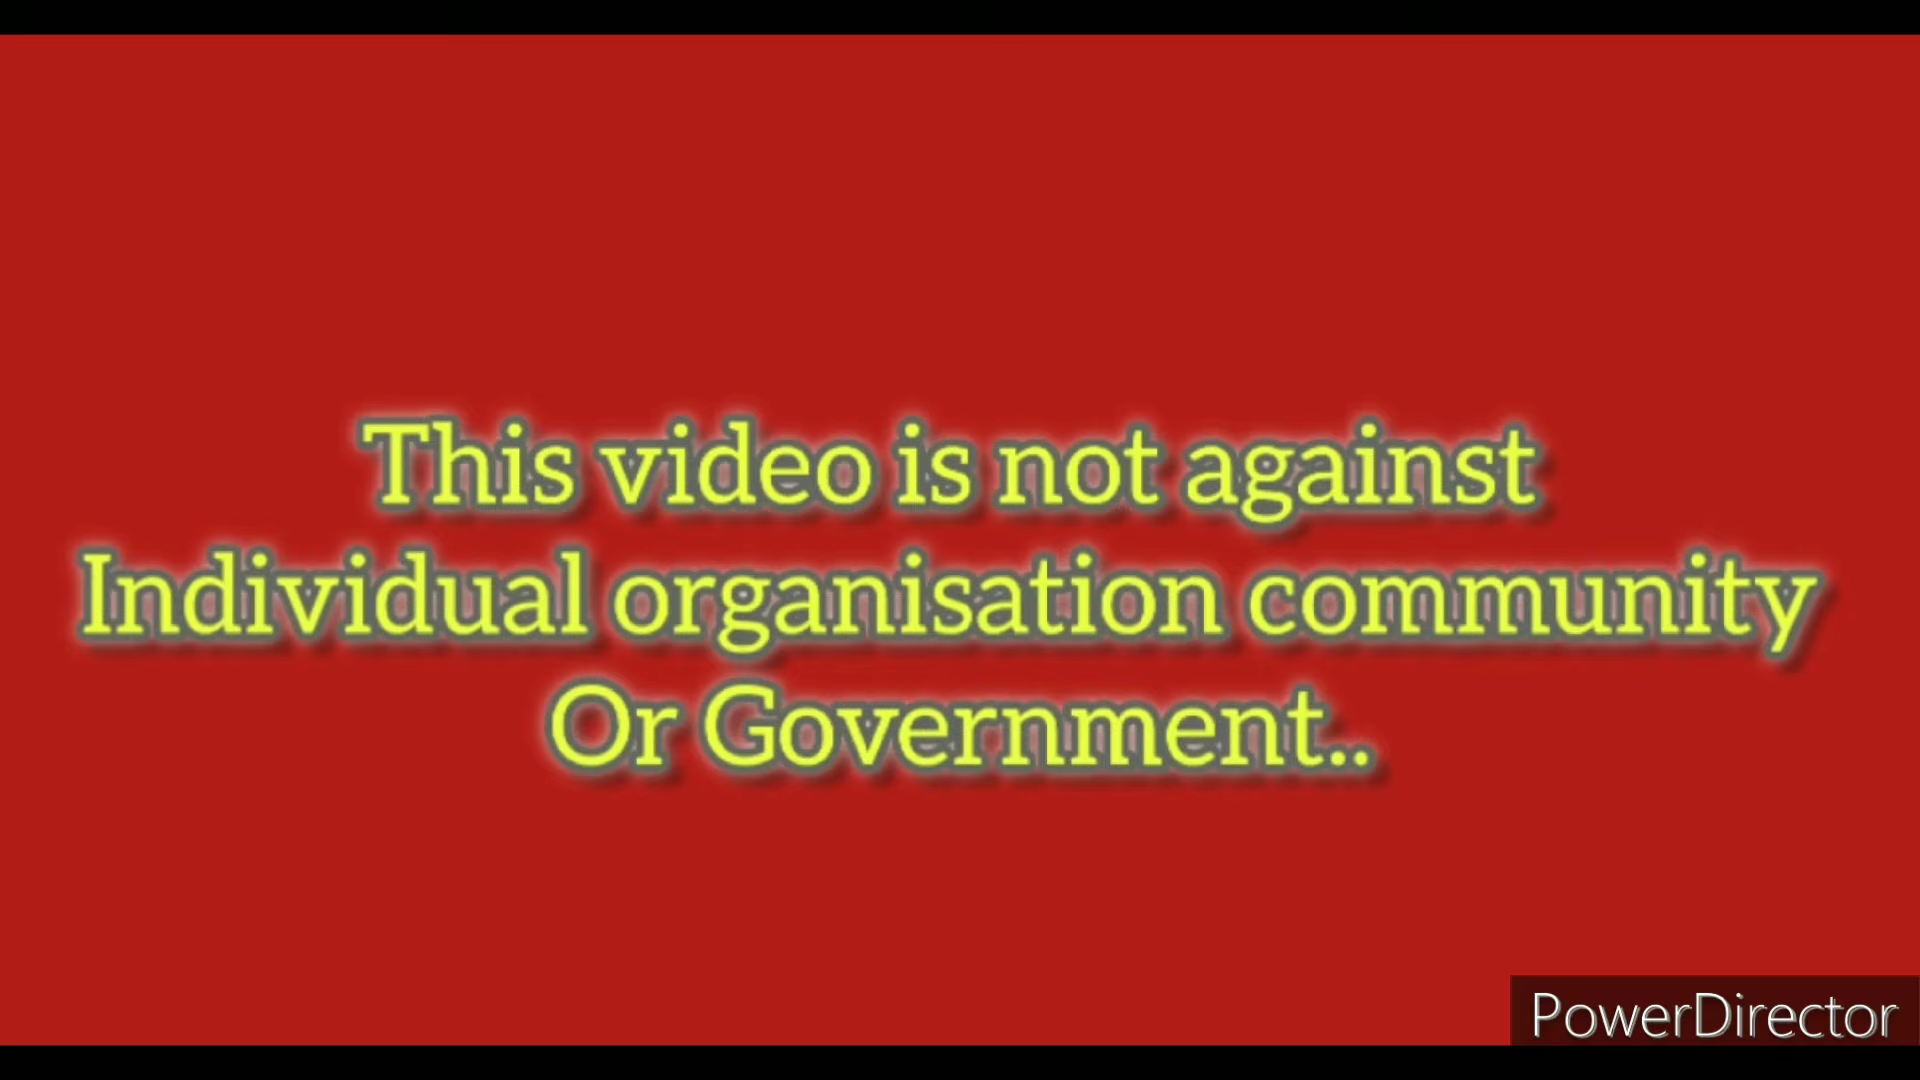 This video is not against
Individual organisation community
Or Government..
PowerDirector